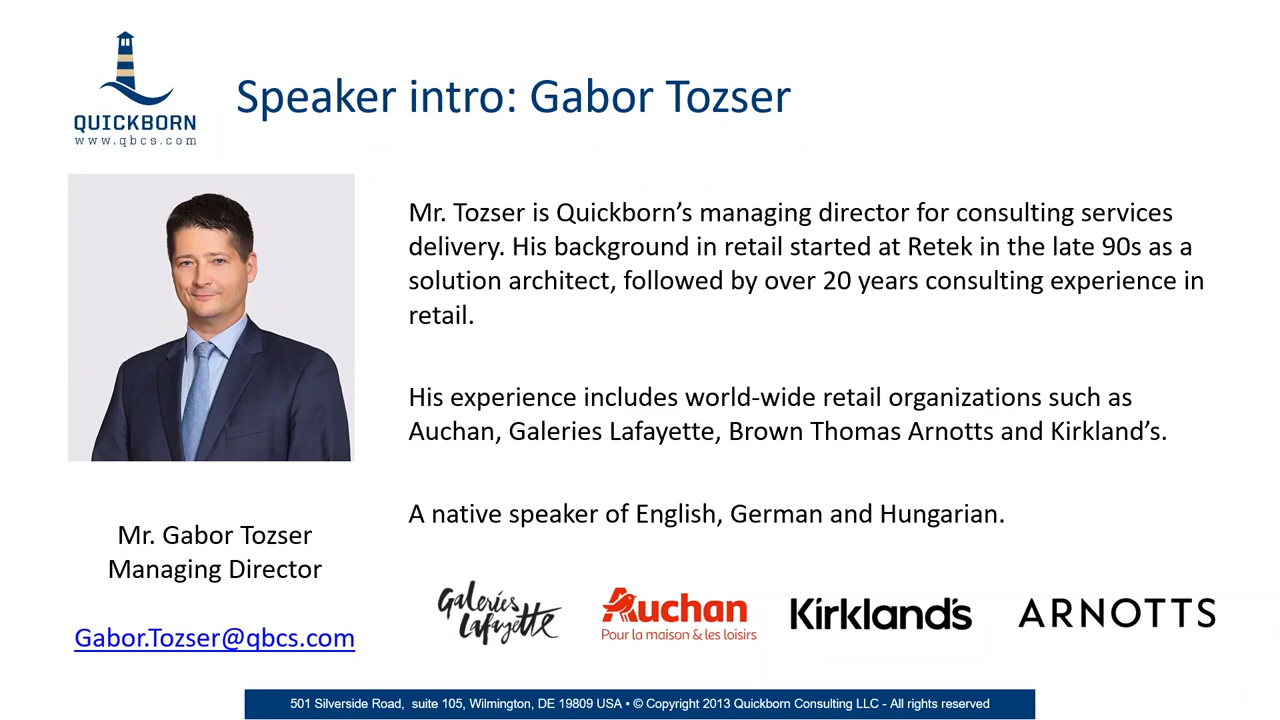 QUICKBORN
www.qbcs.com
Speaker intro: Gabor Tozser
Mr. Tozser is Quickborn’s managing director for consulting services
delivery. His background in retail started at Retek in the late 90s as a
solution architect, followed by over 20 years consulting experience in
retail.
His experience includes world-wide retail organizations such as
Auchan, Galeries Lafayette, Brown Thomas Arnotts and Kirkland’s.
A native speaker of English, German and Hungarian.
Mr. Gabor Tozser
Managing Director
Gabor.Tozser@qbcs.com
Galeries
Lafayette
Auchan
Pour la maison & les loisirs
Kirkland's
ARNOTTS
501 Silverside Road, suite 105, Wilmington, DE 19809 USA • © Copyright 2013 Quickborn Consulting LLC - All rights reserved